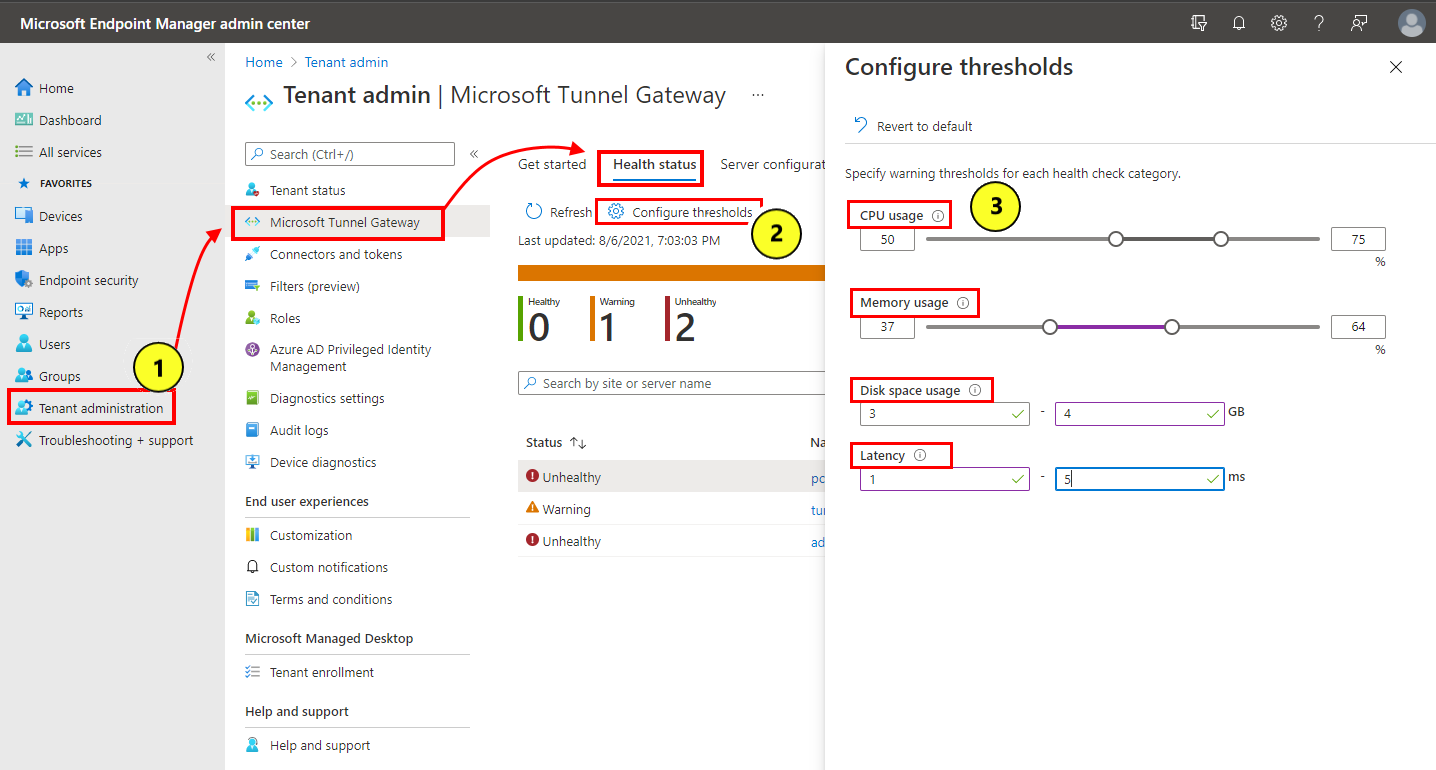 Microsoft Endpoint Manager admin center
Home
Dashboard
All services
FAVORITES
Devices
Apps
Endpoint security
Reports
Users
Groups
1
Tenant administration
Troubleshooting + support
Home > Tenant admin
Tenant admin | Microsoft Tunnel Gateway ...
Search (Ctrl+/)
Tenant status
Microsoft Tunnel Gateway
Connectors and tokens
Filters (preview)
Roles
Azure AD Privileged Identity
Management
Diagnostics settings
Audit logs
Device diagnostics
End user experiences
Customization
Custom notifications
Terms and conditions
Microsoft Managed Desktop
Tenant enrollment
Help and support
Help and support
Get started Health status Server configurat
Refresh Configure thresholds
2
Last updated: 8/6/2021, 7:03:03 PM
Healthy Warning Unhealthy
0 1 2
Search by site or server name
Status Na
Unhealthy po
Warning tur
Unhealthy ad
Configure thresholds
Revert to default
Specify warning thresholds for each health check category.
3
CPU usage
50 75
%
Memory usage
37 64
%
Disk space usage
3 - 4 GB
Latency
1 - 5 ms